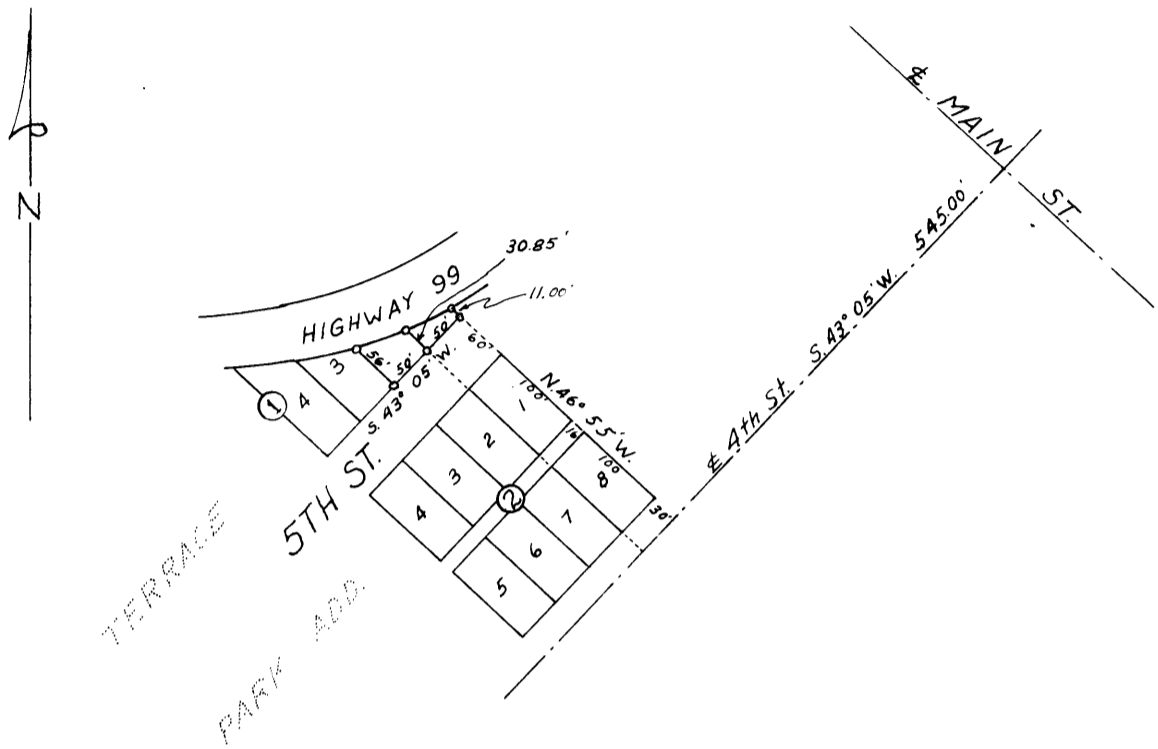 N
℄ MAIN ST.
545.00'
S. 43° 05' W.
℄ 4th St.
30.85'
11.00'
HIGHWAY 99
50'
60'
56'
50'
S. 43° 05' W.
3
4
1
N. 46° 55' W.
100'
16'
100
30'
1
2
3
4
2
8
7
6
5
5TH ST.
TERRACE
PARK ADD.